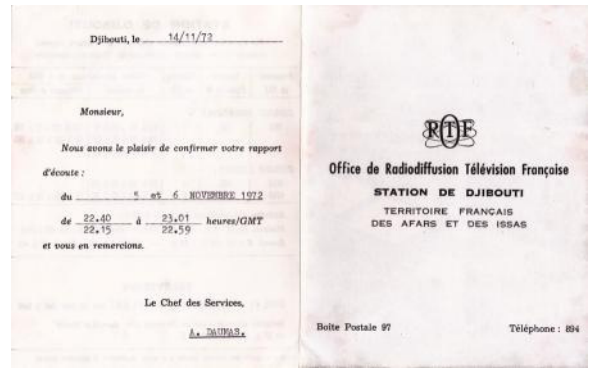 Djibouti, le 14/11/72
Monsieur,
Nous avons le plaisir de confirmer votre rapport
d'écoute :
du 5 et 6 NOVEMBRE 1972
de 22.40 à 23.01 heures/GMT
22.15 22.59
et vous en remercions.
Le Chef des Services,
A. DAUMAS.
RTF
Office de Radiodiffusion Télévision Française
STATION DE DJIBOUTI
TERRITOIRE FRANÇAIS
DES AFARS ET DES ISSAS
Boîte Postale 97 Téléphone : 894